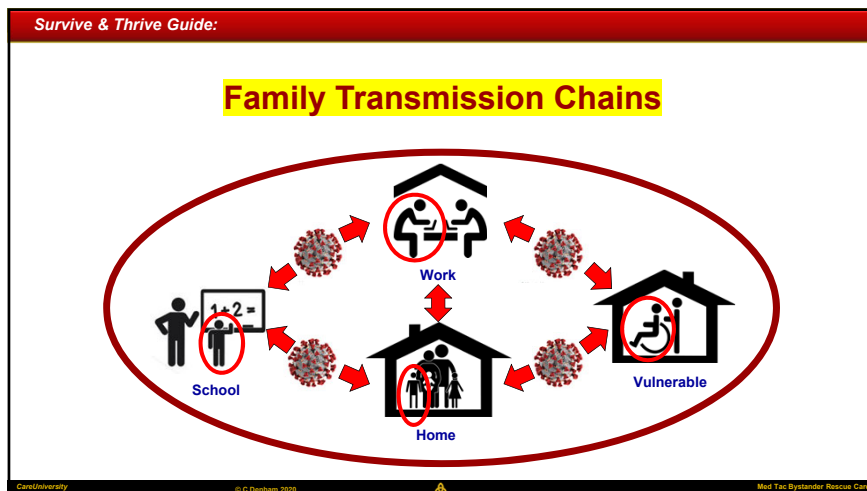 Survive & Thrive Guide:
Family Transmission Chains
Work
1+2=
School
Vulnerable
Home
CareUniversity
© C Denham 2020
Med Tac Bystander Rescue Care